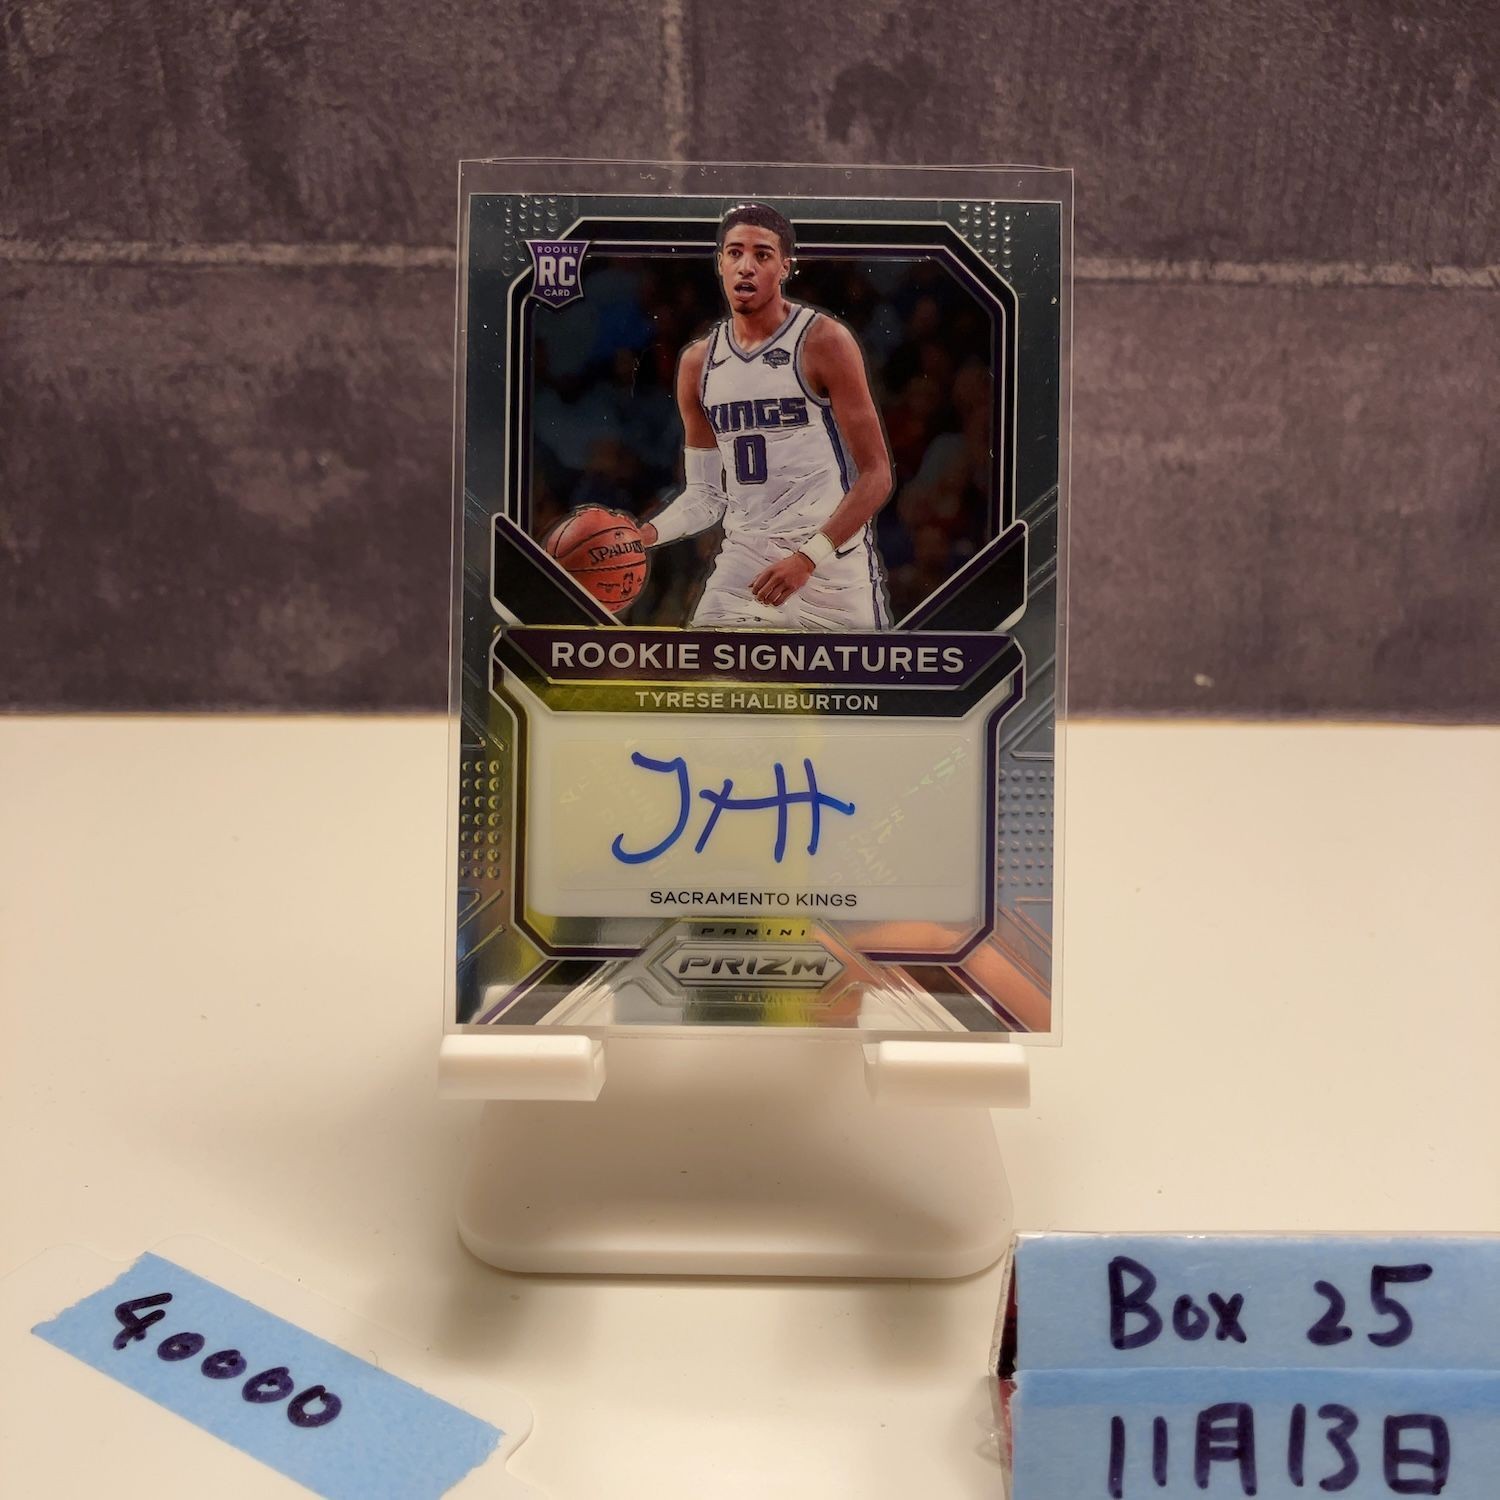 ROOKIE
RC
CARD
KINGS
0
SPALDING
ROOKIE SIGNATURES
TYRESE HALIBURTON
SACRAMENTO KINGS
PANINI
PRIZM
40000
Box 25
11月13日